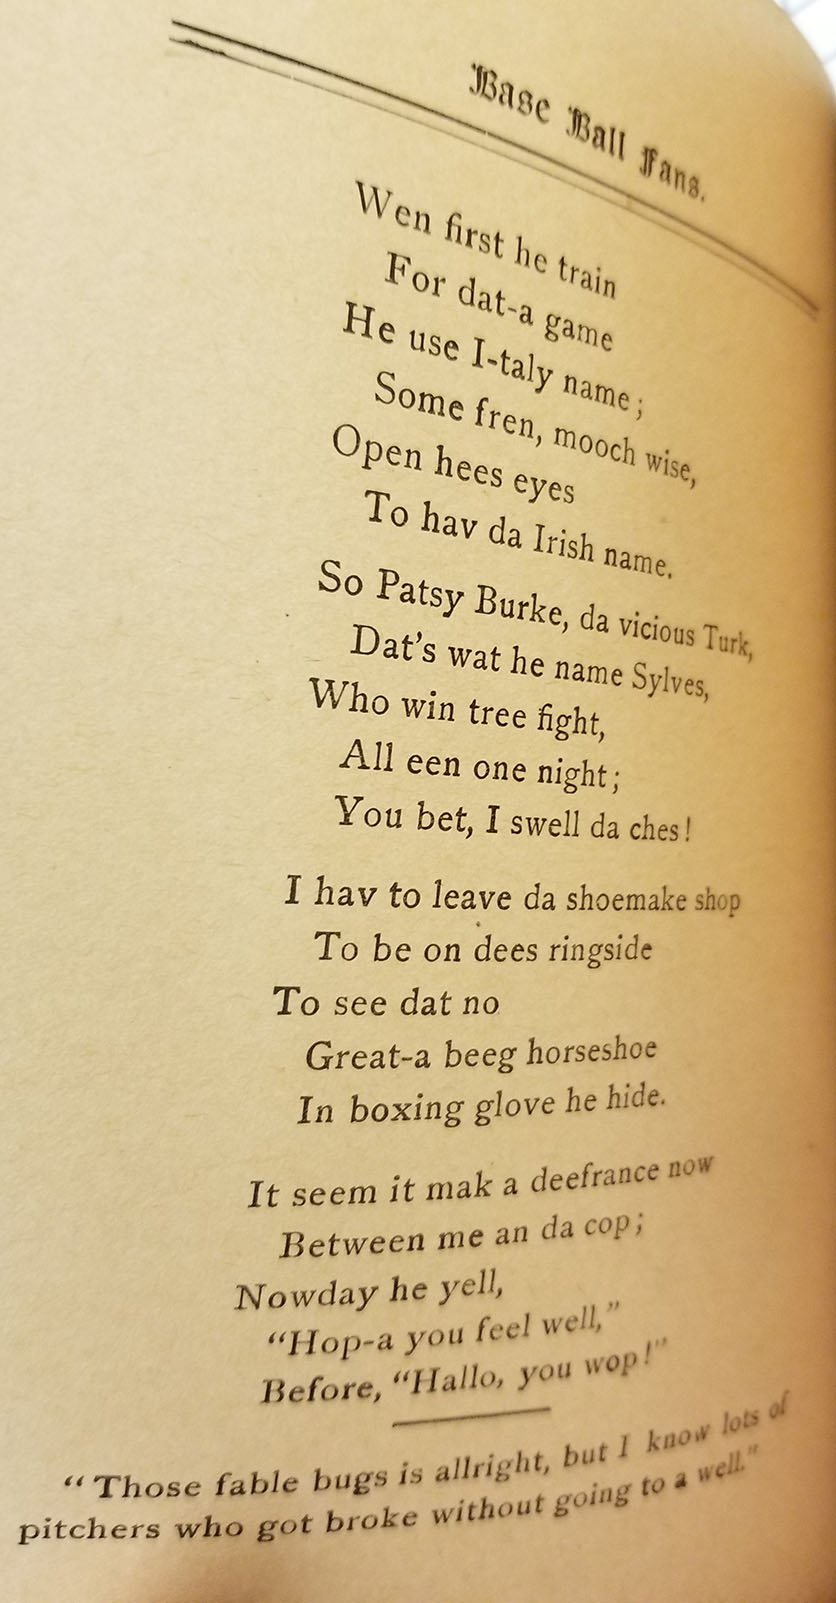 Base Ball Fans.
Wen first he train
For dat-a game
He use I-taly name;
Some fren, mooch wise,
Open hees eyes
To hav da Irish name.
So Patsy Burke, da vicious Turk,
Dat's wat he name Sylves,
Who win tree fight,
All een one night;
You bet, I swell da ches!
I hav to leave da shoemake shop
To be on dees ringside
To see dat no
Great-a beeg horseshoe
In boxing glove he hide.
It seem it mak a deefrance now
Between me an da cop;
Nowday he yell,
"Hop-a you feel well,"
Before, "Hallo, you wop!"
"Those fable bugs is allright, but I know lots of
pitchers who got broke without going to a well."